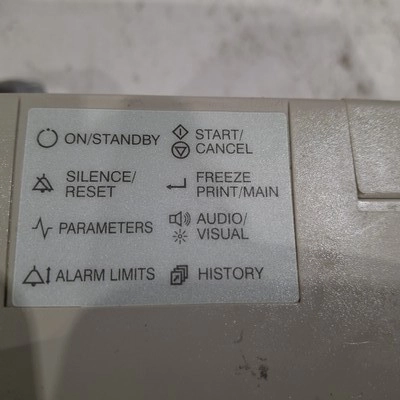 ON/STANDBY
START/
CANCEL
SILENCE/
RESET
FREEZE
PRINT/MAIN
PARAMETERS
AUDIO/
VISUAL
ALARM LIMITS
HISTORY